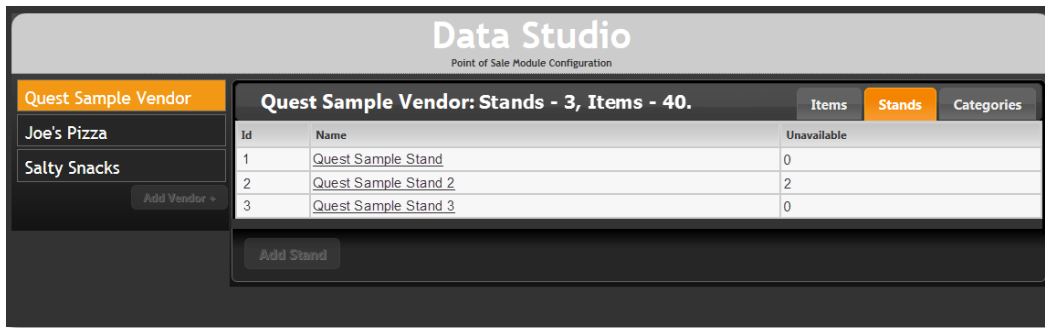 Data Studio
Point of Sale Module Configuration
Quest Sample Vendor
Joe's Pizza
Salty Snacks
Add Vendor +
Quest Sample Vendor: Stands - 3, Items - 40.
Items Stands Categories
Id Name Unavailable
1 Quest Sample Stand 0
2 Quest Sample Stand 2 2
3 Quest Sample Stand 3 0
Add Stand